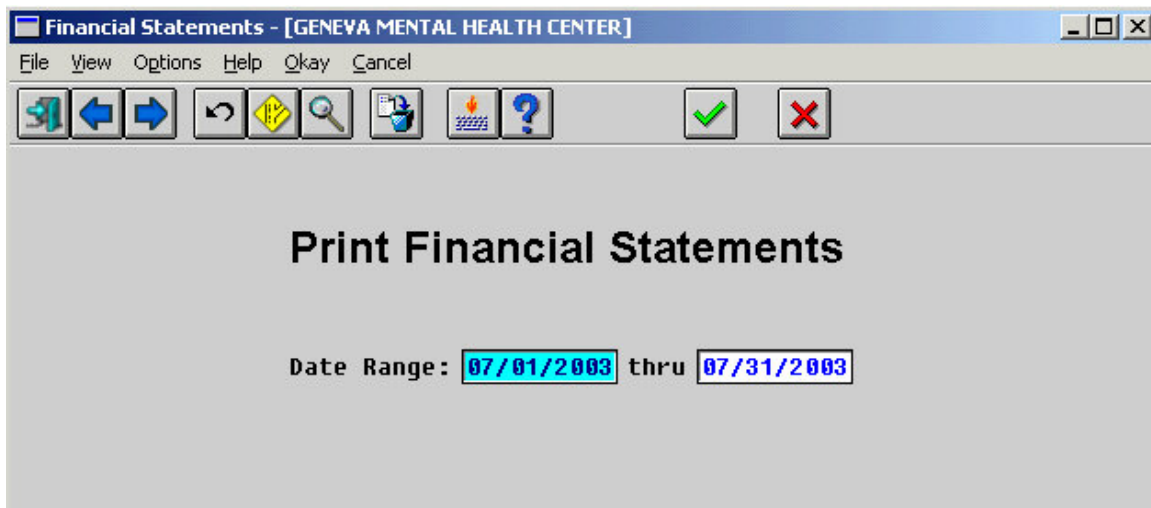 Financial Statements - [GENEVA MENTAL HEALTH CENTER]
File View Options Help Okay Cancel
Print Financial Statements
Date Range: 07/01/2003 thru 07/31/2003